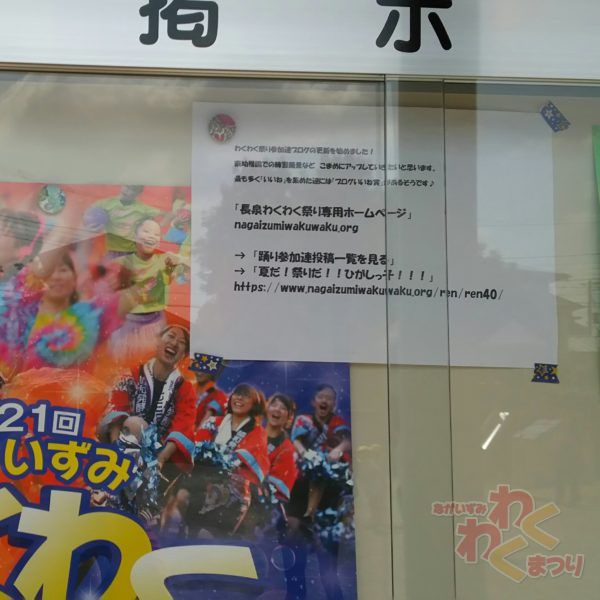 掲示
わくわく祭り参加連ブログの更新を始めました！
最も多く「いいね」を集めた連には「ブログいいね賞」があるそうです♪
「長泉わくわく祭り専用ホームページ」
nagaizumiwakuwaku.org
→「踊り参加連投稿一覧を見る」
→「夏だ！祭りだ！！ひがしっ子！！！」
https://www.nagaizumiwakuwaku.org/ren/ren40/
21回
いずみ
わく
ながいずみ
わく
わく
まつり